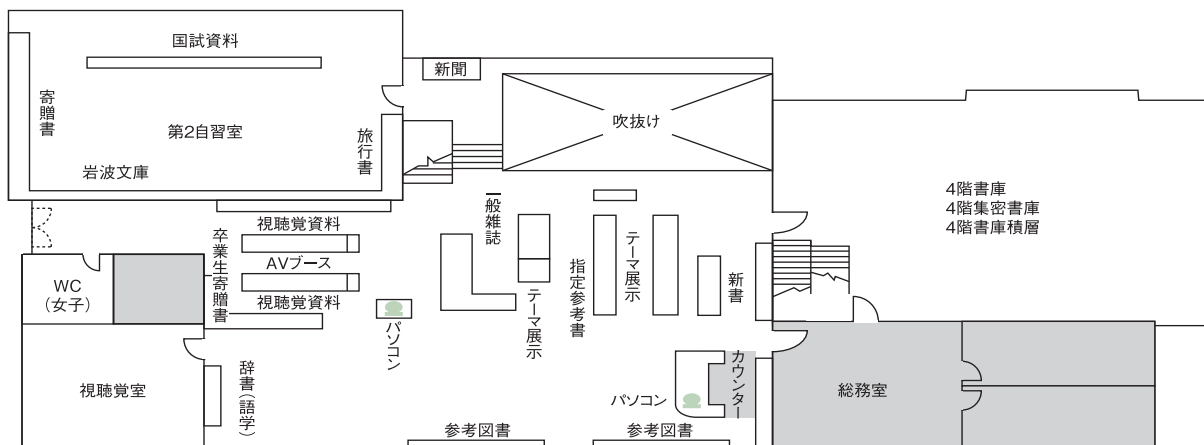 国試資料
新聞
寄贈書
第2自習室
旅行書
吹抜け
岩波文庫
4階書庫
4階集密書庫
4階書庫積層
一般雑誌
視聴覚資料
卒業生寄贈書
AVブース
視聴覚資料
テーマ展示
指定参考書
テーマ展示
新書
WC
（女子）
パソコン
視聴覚室
辞書（語学）
パソコン
カウンター
総務室
参考図書
参考図書